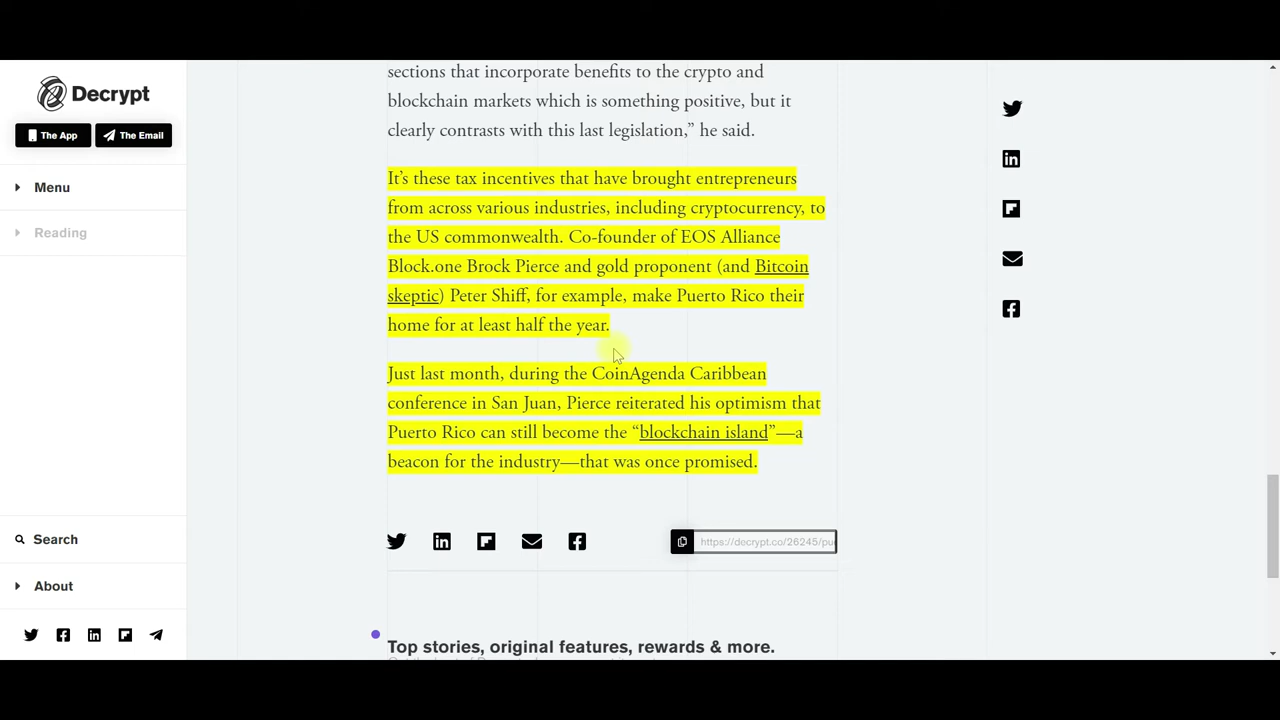 Decrypt
The App
The Email
Menu
Reading
Search
About
sections that incorporate benefits to the crypto and
blockchain markets which is something positive, but it
clearly contrasts with this last legislation,” he said.
It’s these tax incentives that have brought entrepreneurs
from across various industries, including cryptocurrency, to
the US commonwealth. Co-founder of EOS Alliance
Block.one Brock Pierce and gold proponent (and Bitcoin
skeptic) Peter Shiff, for example, make Puerto Rico their
home for at least half the year.
Just last month, during the CoinAgenda Caribbean
conference in San Juan, Pierce reiterated his optimism that
Puerto Rico can still become the “blockchain island”—a
beacon for the industry—that was once promised.
https://decrypt.co/26245/pu
Top stories, original features, rewards & more.